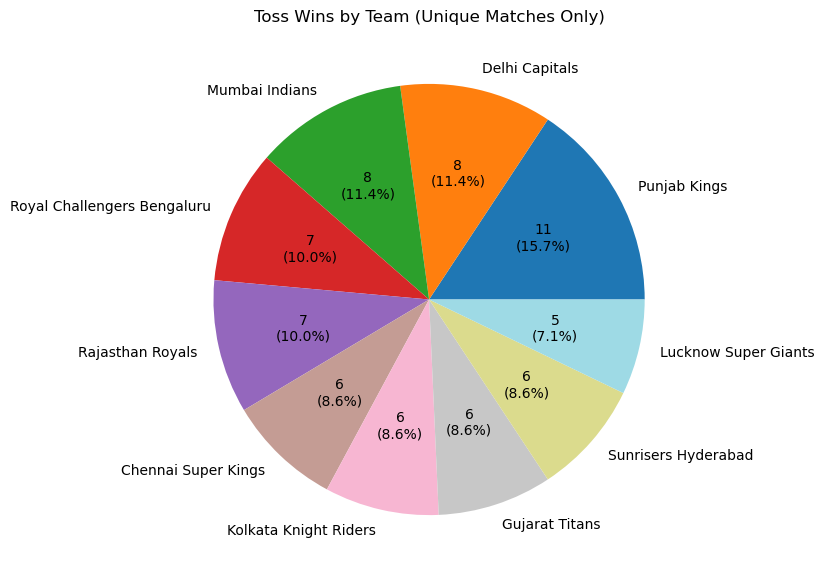 Toss Wins by Team (Unique Matches Only)
Delhi Capitals
Mumbai Indians
8
(11.4%)
8
(11.4%)
Punjab Kings
Royal Challengers Bengaluru
11
(15.7%)
7
(10.0%)
7
(10.0%)
5
(7.1%)
Rajasthan Royals
Lucknow Super Giants
6
(8.6%)
6
(8.6%)
6
(8.6%)
6
(8.6%)
Sunrisers Hyderabad
Chennai Super Kings
Gujarat Titans
Kolkata Knight Riders